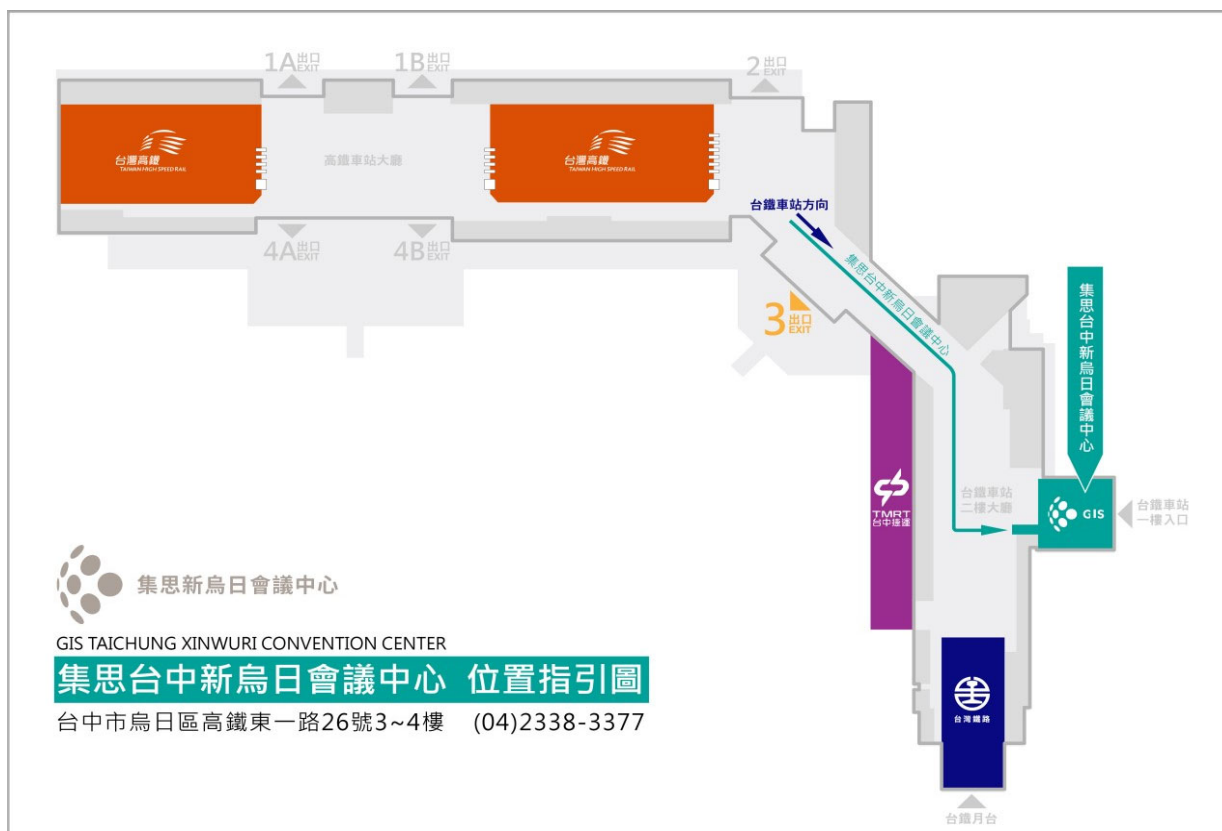 1A出口 EXIT
1B出口 EXIT
2出口 EXIT
台灣高鐵
TAIWAN HIGH SPEED RAIL
高鐵車站大廳
台灣高鐵
TAIWAN HIGH SPEED RAIL
台鐵車站方向
4A出口 EXIT
4B出口 EXIT
3出口 EXIT
集思台中新烏日會議中心
集思台中新烏日會議中心
TMRT
台中捷運
台鐵車站
二樓大廳
GIS
台鐵車站
一樓入口
集思新烏日會議中心
GIS TAICHUNG XINWURI CONVENTION CENTER
集思台中新烏日會議中心 位置指引圖
台中市烏日區高鐵東一路26號3~4樓 (04)2338-3377
台灣鐵路
台鐵月台